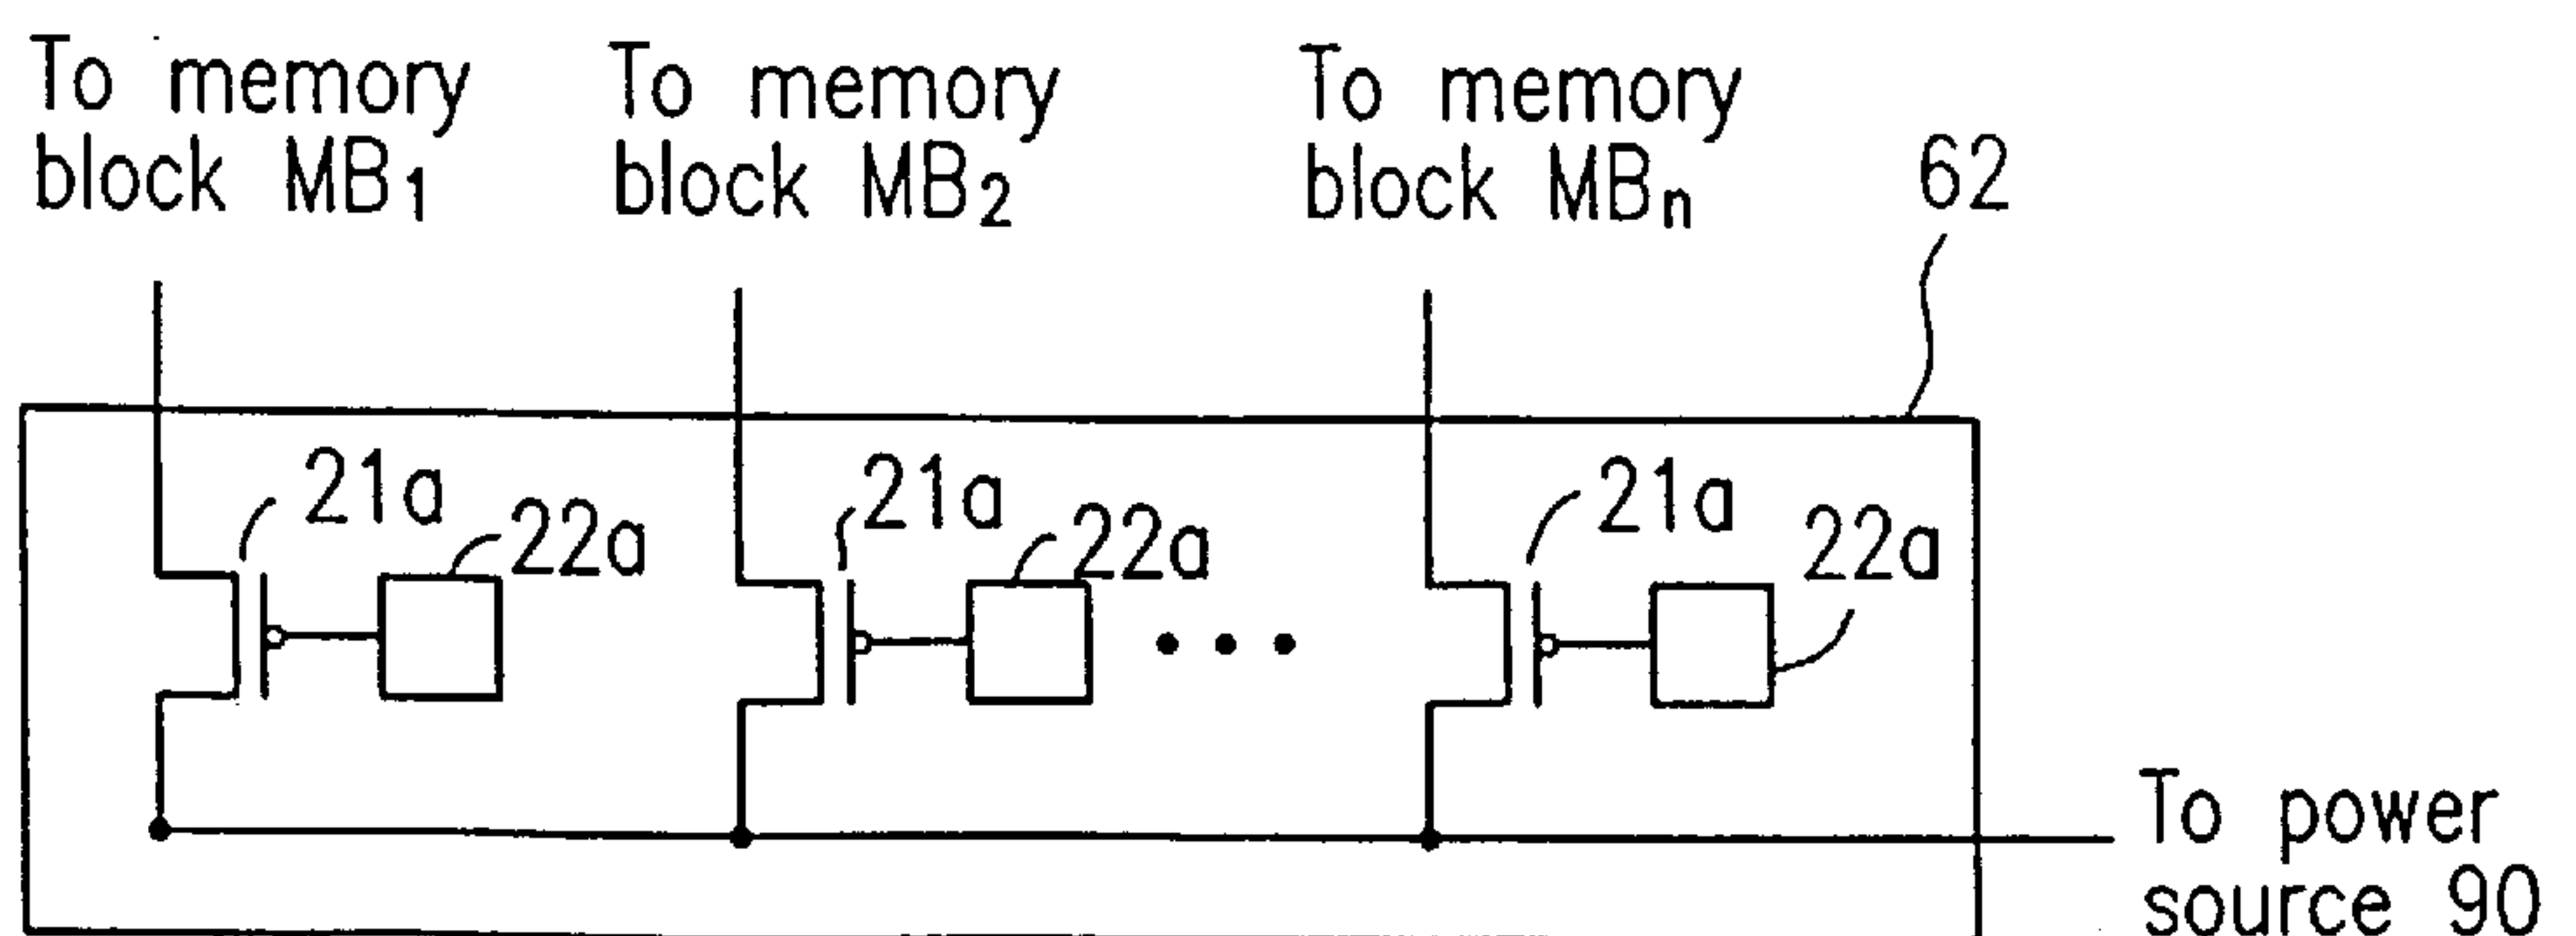 To memory
block MB1
To memory
block MB2
To memory
block MBn
62
21a
22a
21a
22a
21a
22a
To power
source 90